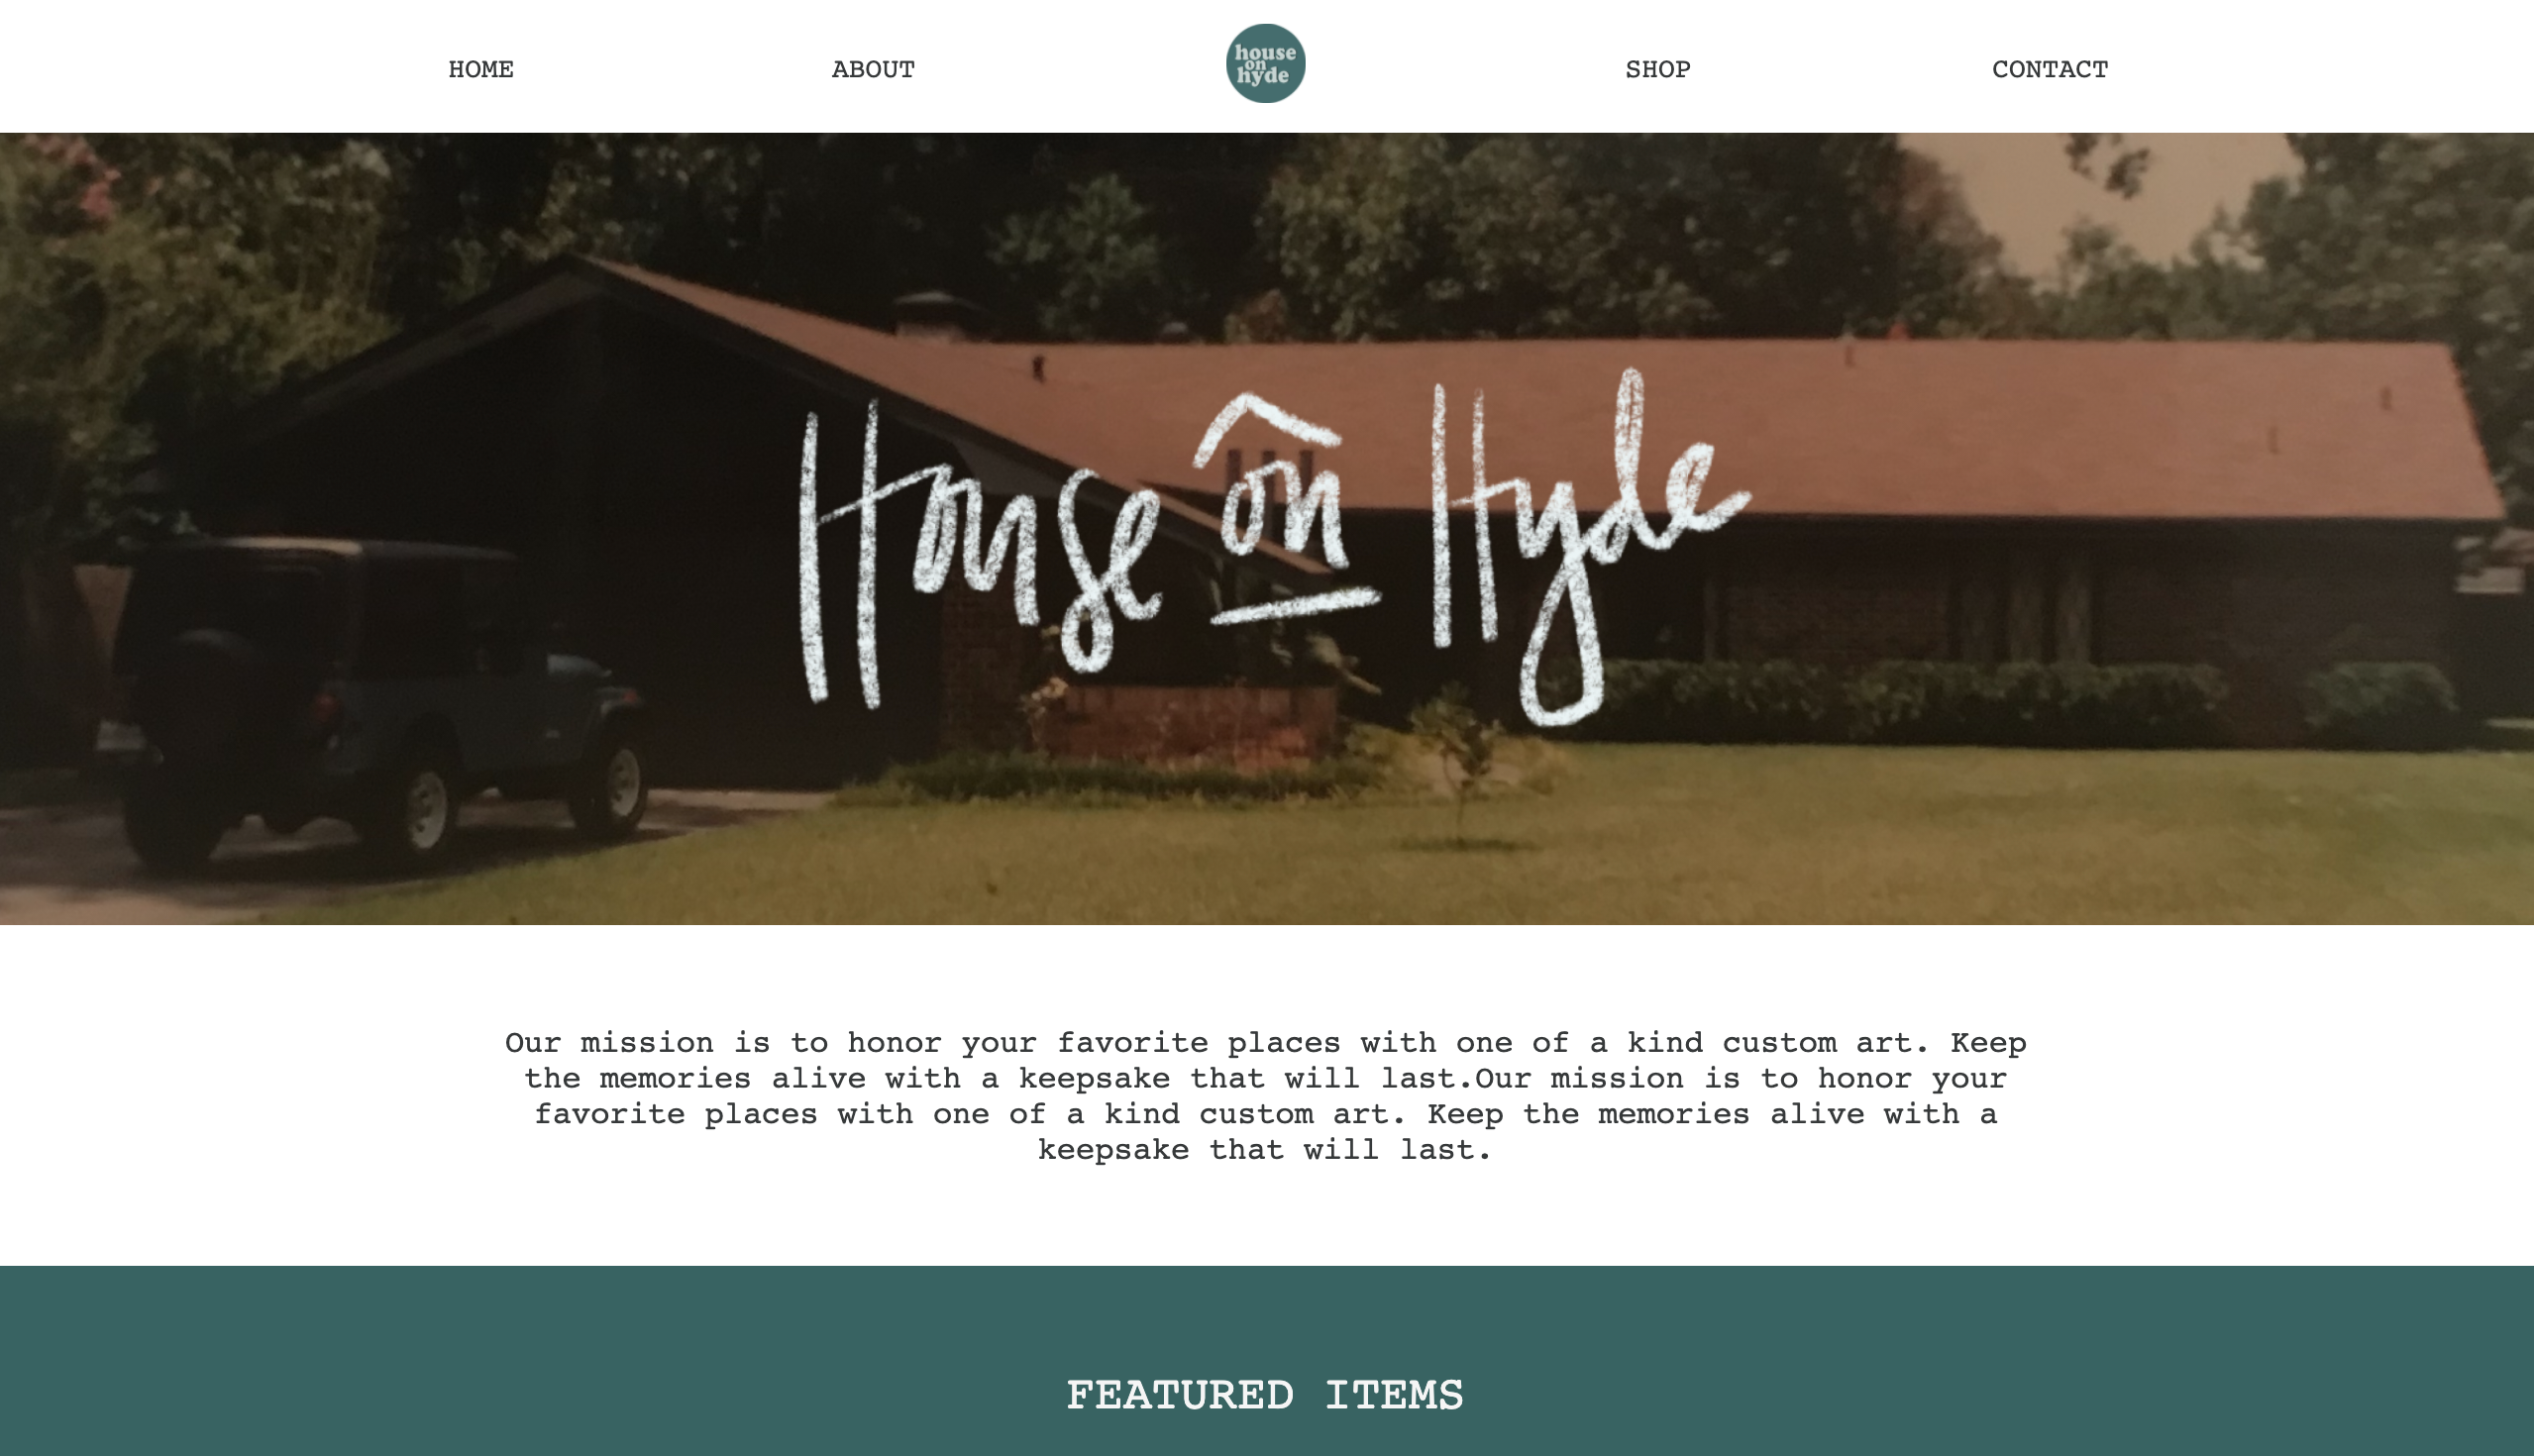 HOME
ABOUT
house
on
hyde
SHOP
CONTACT
House on Hyde
Our mission is to honor your favorite places with one of a kind custom art. Keep
the memories alive with a keepsake that will last.Our mission is to honor your
favorite places with one of a kind custom art. Keep the memories alive with a
keepsake that will last.
FEATURED ITEMS